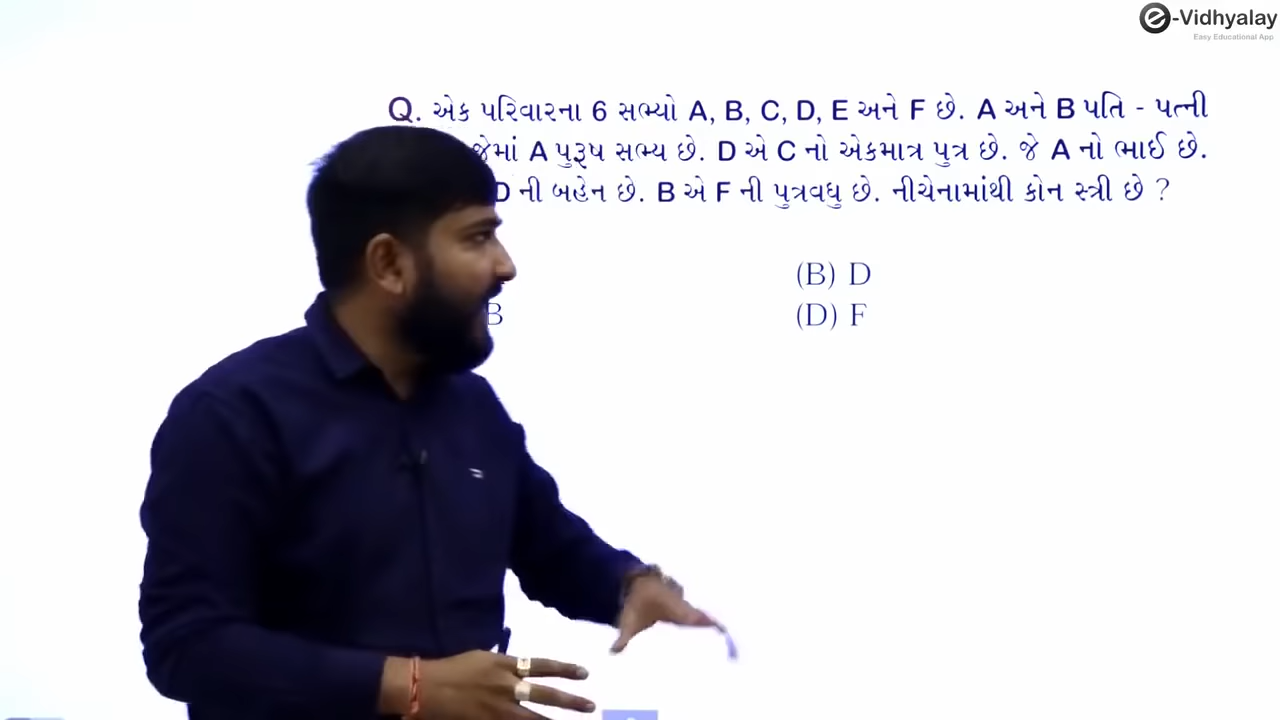 e-Vidhyalay
Easy Educational App
Q. એક પરિવારના 6 સભ્યો A, B, C, D, E અને F છે. A અને B પતિ - પત્ની
જેમાં A પુરૂષ સભ્ય છે. D એ C નો એકમાત્ર પુત્ર છે. જે A નો ભાઈ છે.
D ની બહેન છે. B એ F ની પુત્રવધુ છે. નીચેનામાંથી કોન સ્ત્રી છે ?
(B) D
B (D) F